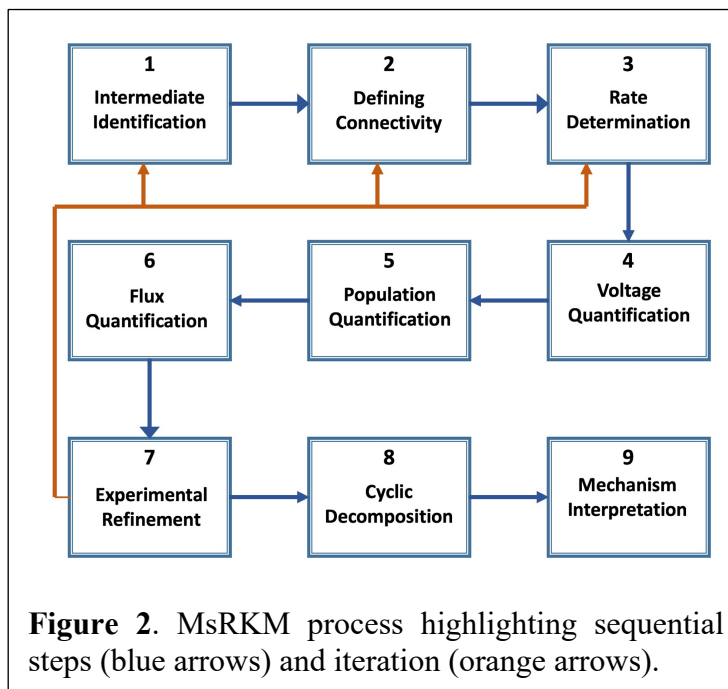 1
Intermediate
Identification
2
Defining
Connectivity
3
Rate
Determination
6
Flux
Quantification
5
Population
Quantification
4
Voltage
Quantification
7
Experimental
Refinement
8
Cyclic
Decomposition
9
Mechanism
Interpretation
Figure 2. MsRKM process highlighting sequential
steps (blue arrows) and iteration (orange arrows).